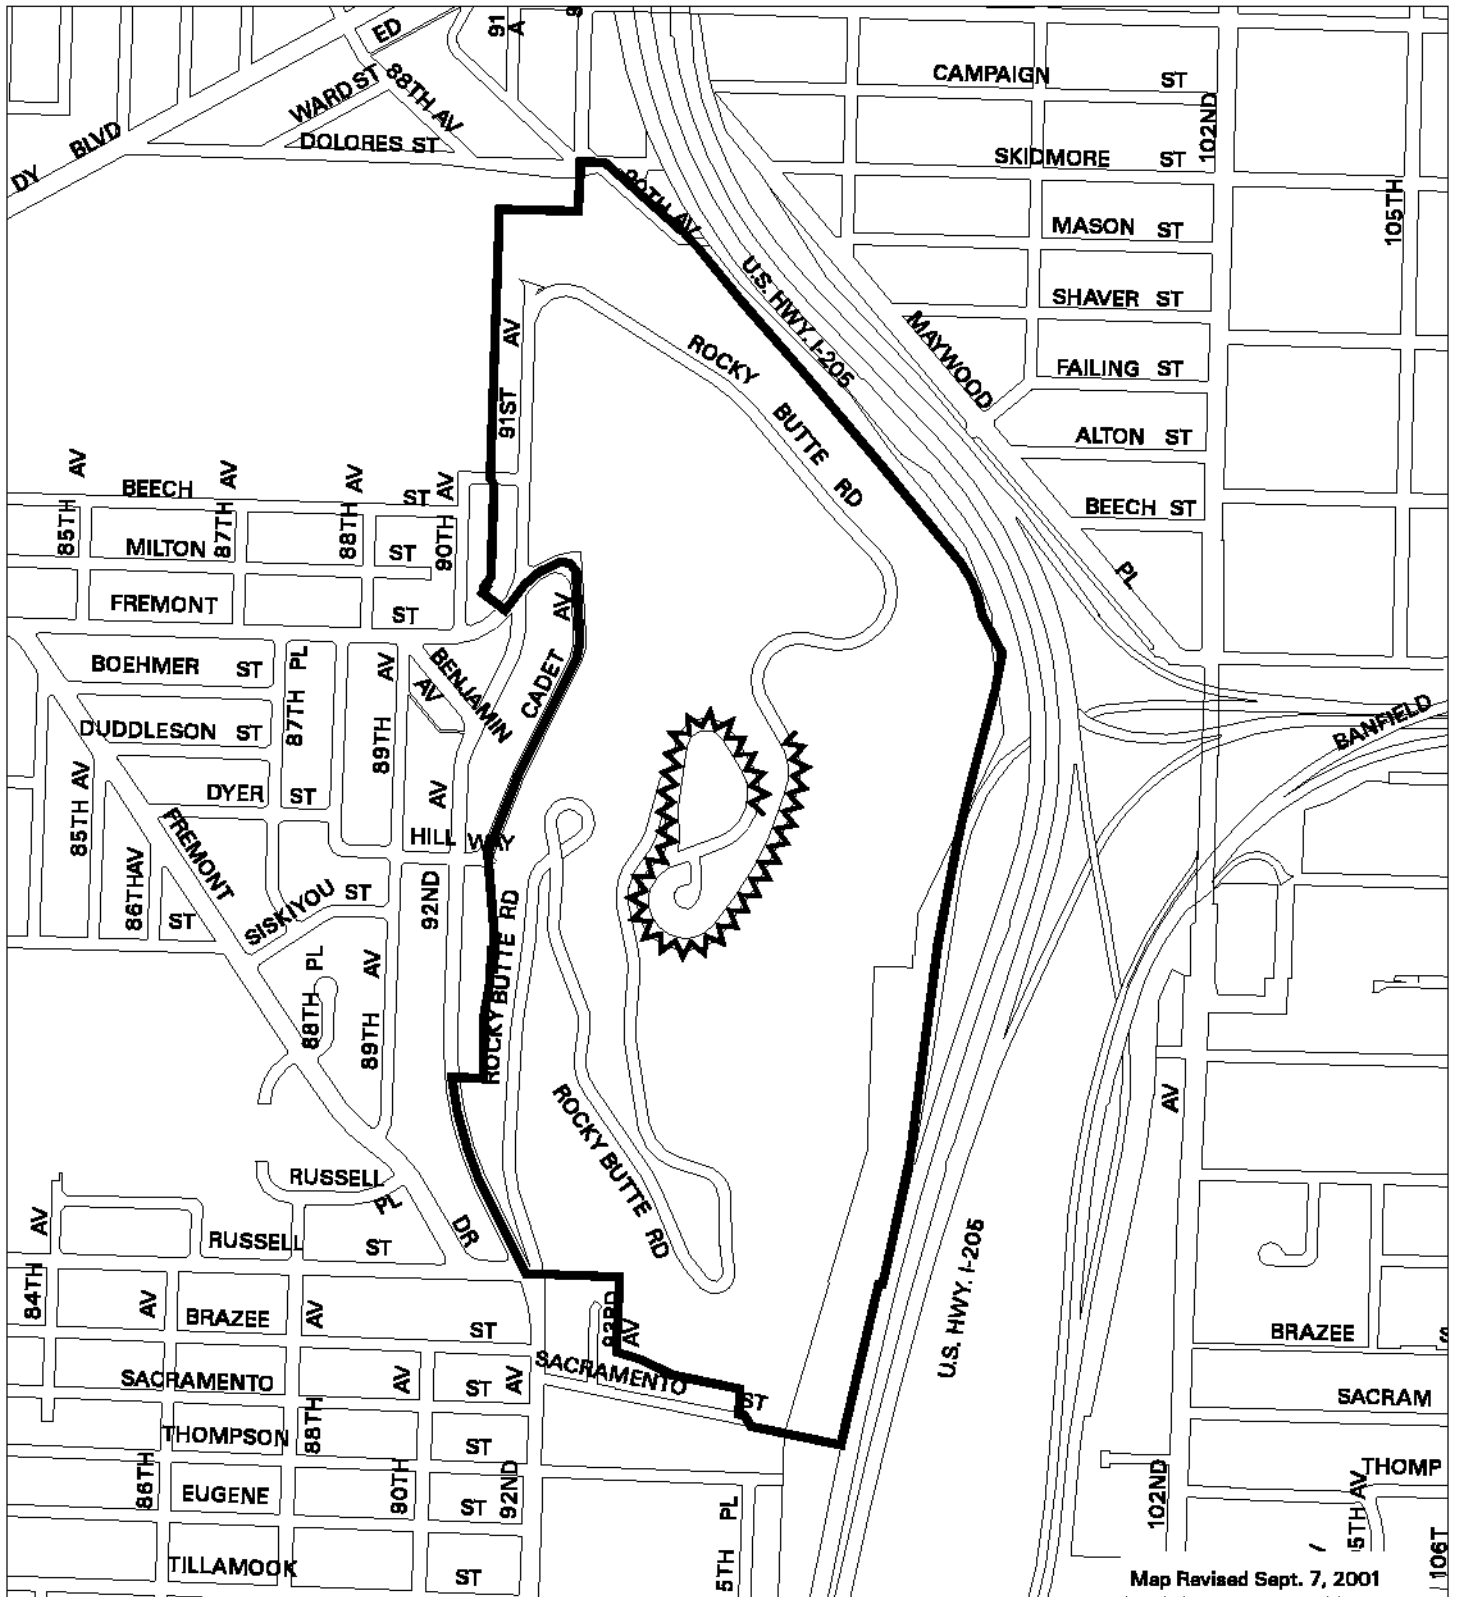 91
A
ED
WARD ST
88TH AV
DOLORES ST
BLVD
DY
CAMPAIGN ST
102ND
SKIDMORE ST
99TH AV
MASON ST
105TH
U.S. HWY. I-205
SHAVER ST
MAYWOOD
PL
FAILING ST
ALTON ST
BEECH ST
ROCKY BUTTE RD
91ST AV
BEECH ST
85TH AV
87TH AV
88TH AV
90TH AV
MILTON ST
FREMONT ST
BOEHMER ST
87TH PL
DUDDLESON ST
89TH AV
BENJAMIN
AV
CADET AV
DYER ST
85TH AV
86TH AV
FREMONT
DR
HILL WAY
SISKIYOU ST
ST
92ND AV
ROCKY BUTTE RD
88TH PL
89TH AV
BANFIELD
ROCKY BUTTE RD
RUSSELL
PL
RUSSELL ST
84TH AV
BRAZEE ST
93RD AV
AV
AV
SACRAMENTO ST
SACRAMENTO ST
U.S. HWY. I-205
AV
BRAZEE
SACRAM
THOMPSON ST
88TH
90TH AV
92ND AV
86TH
EUGENE ST
TILLAMOOK ST
5TH PL
102ND
THOMP
5TH AV
106T
Map Revised Sept. 7, 2001